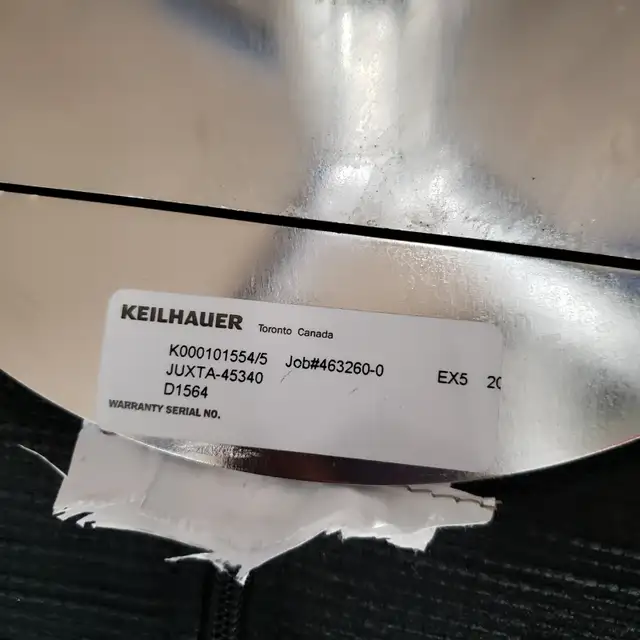 KEILHAUER Toronto Canada
K000101554/5 Job#463260-0 EX5
JUXTA-45340
D1564
WARRANTY SERIAL NO.